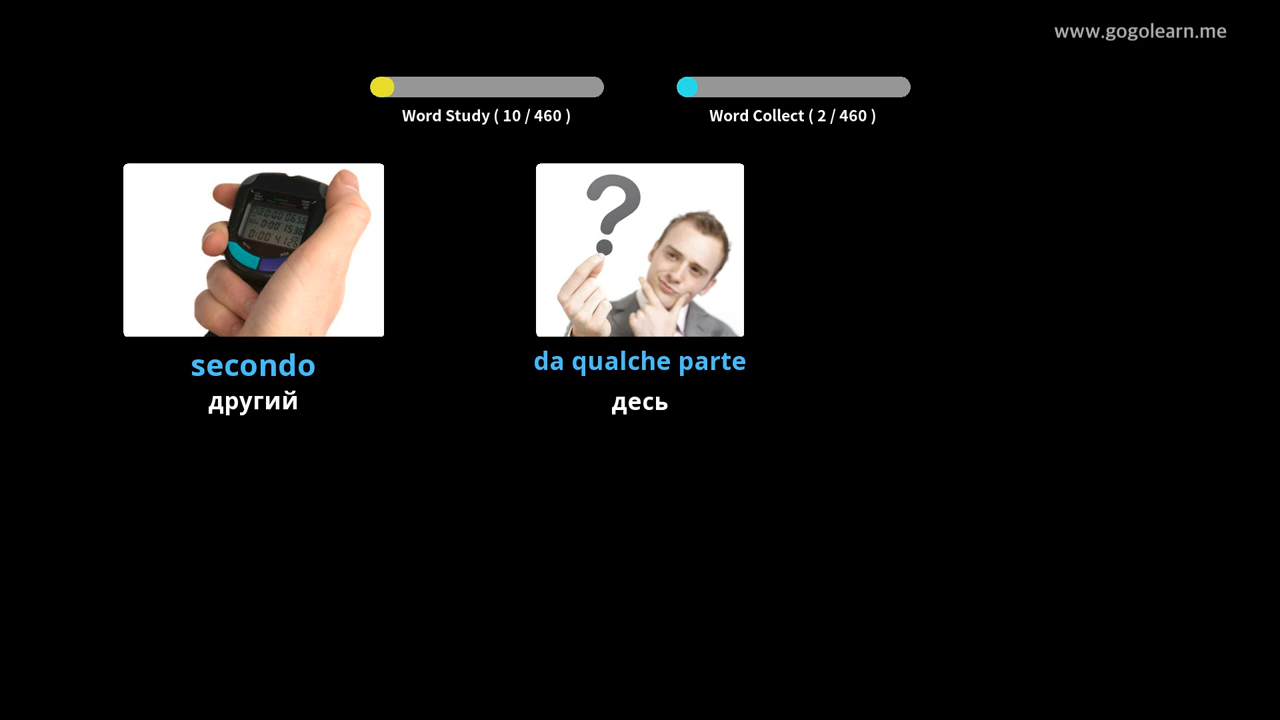 www.gogolearn.me
Word Study ( 10 / 460 )
Word Collect ( 2 / 460 )
secondo
другий
da qualche parte
десь